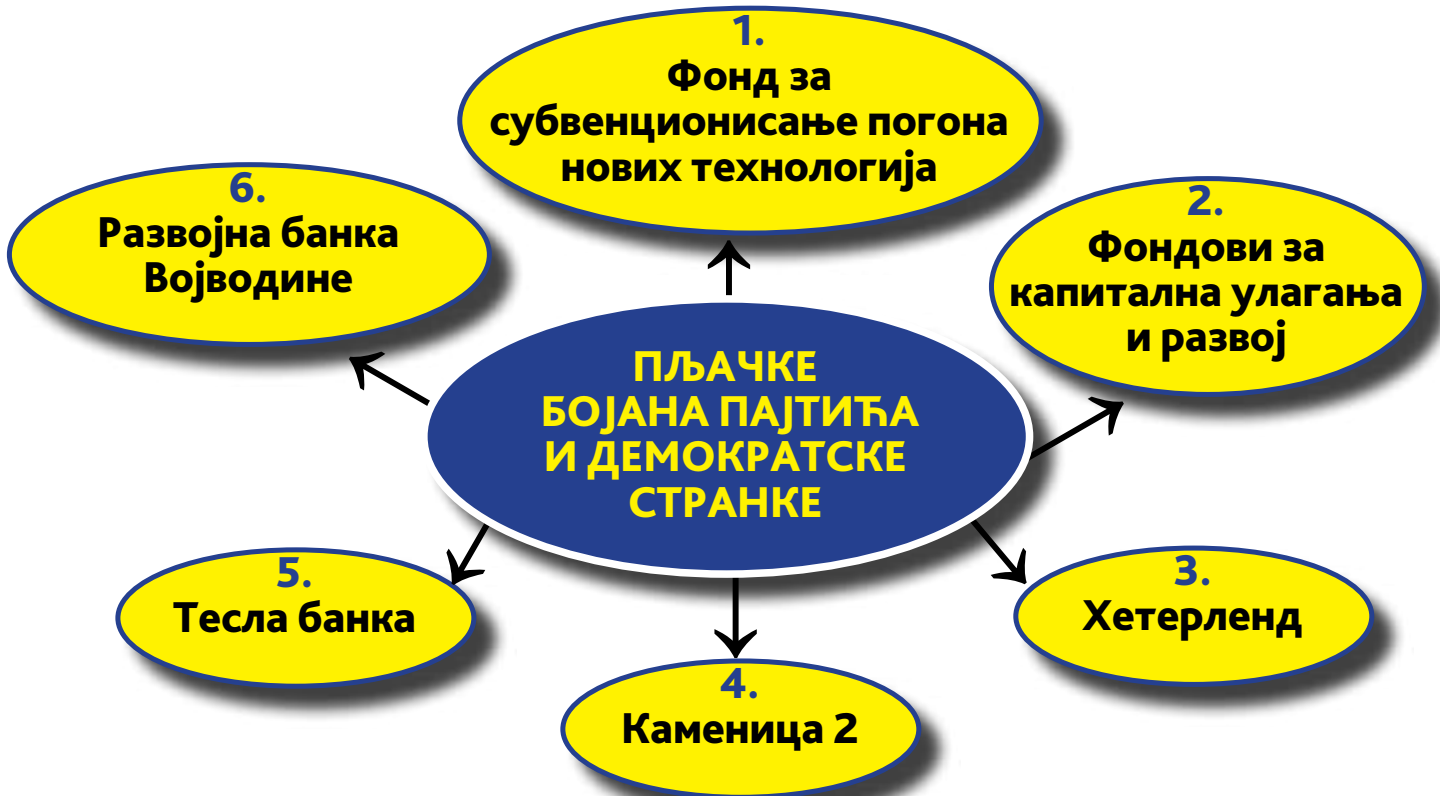 1.
Фонд за
субвенционисање погона
нових технологија
2.
Фондови за
капитална улагања
и развој
3.
Хетерленд
4.
Каменица 2
5.
Тесла банка
6.
Развојна банка
Војводине
ПЉАЧКЕ
БОЈАНА ПАЈТИЋА
И ДЕМОКРАТСКЕ
СТРАНКЕ